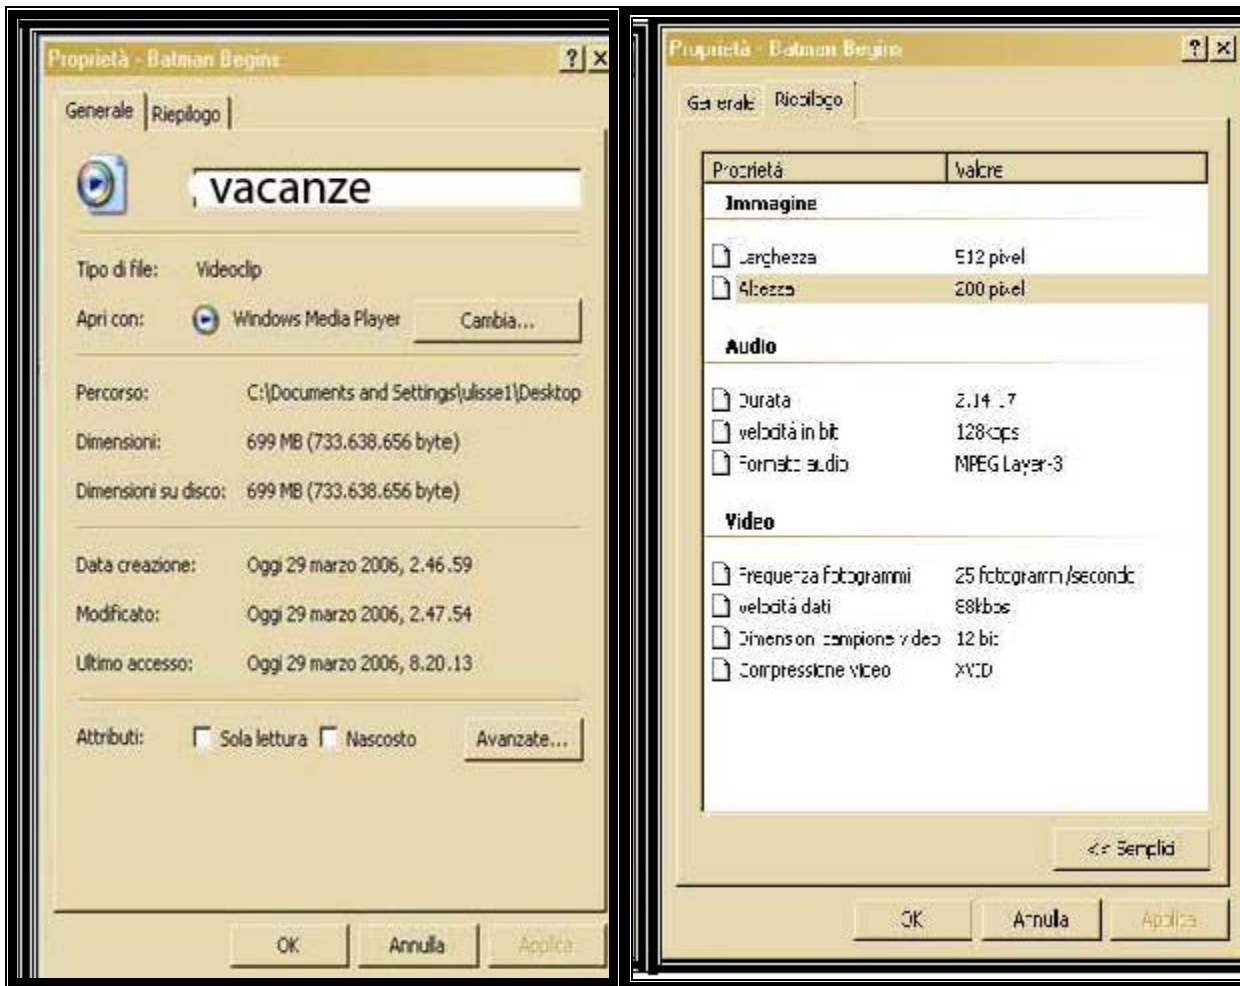 Proprietà - Batman Begins
Generale Riepilogo
vacanze
Tipo di file: Videoclip
Apri con: Windows Media Player Cambia...
Percorso: C:\Documents and Settings\ulisse1\Desktop
Dimensioni: 699 MB (733.638.656 byte)
Dimensioni su disco: 699 MB (733.638.656 byte)
Data creazione: Oggi 29 marzo 2006, 2.46.59
Modificato: Oggi 29 marzo 2006, 2.47.54
Ultimo accesso: Oggi 29 marzo 2006, 8.20.13
Attributi: Sola lettura Nascosto Avanzate...
OK Annulla Applica
Proprietà - Batman Begins
Generale Riepilogo
Proprietà Valore
Immagine
Larghezza 512 pixel
Altezza 200 pixel
Audio
Durata
velocità in bit 128kbps
Formato audio MPEG Layer-3
Video
Frequenza fotogrammi 25 fotogrammi/secondo
velocità dati
Dimensioni campione video 12 bit
Compressione video XVID
<< Semplici
OK Annulla Applica